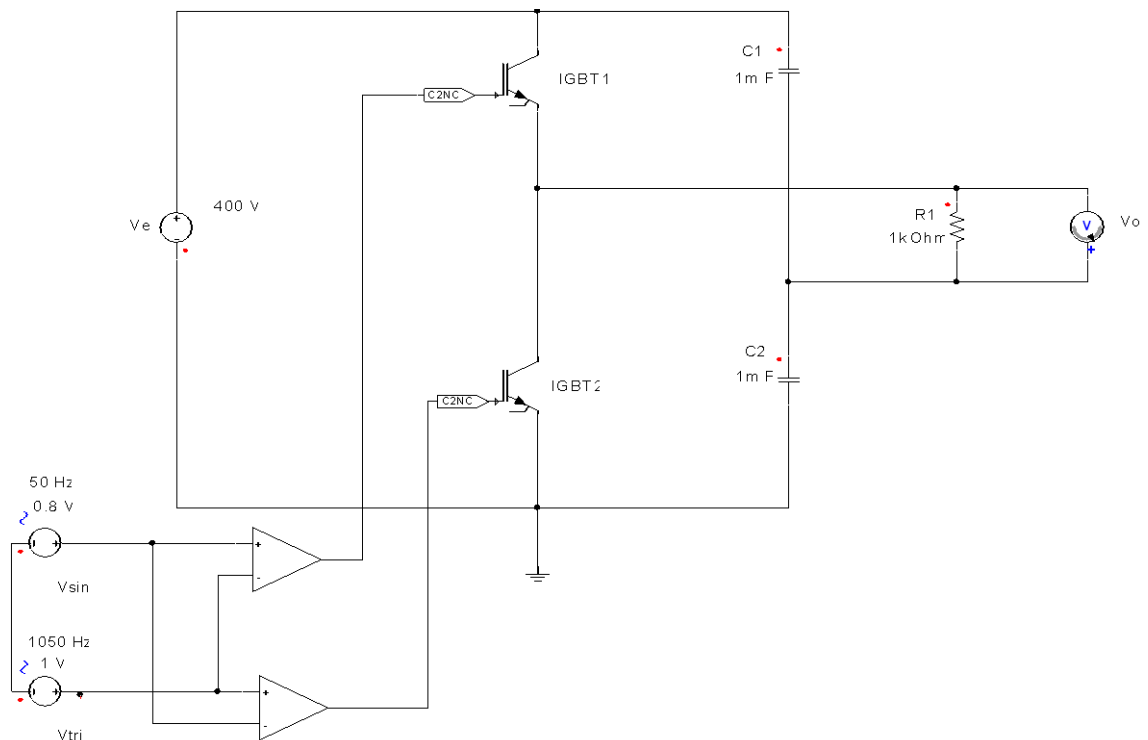 C1
1m F
IGBT1
C2NC
400 V
Ve
R1
1kOhm
V
Vo
+
C2
1m F
IGBT2
C2NC
50 Hz
0.8 V
Vsin
1050 Hz
1 V
Vtri